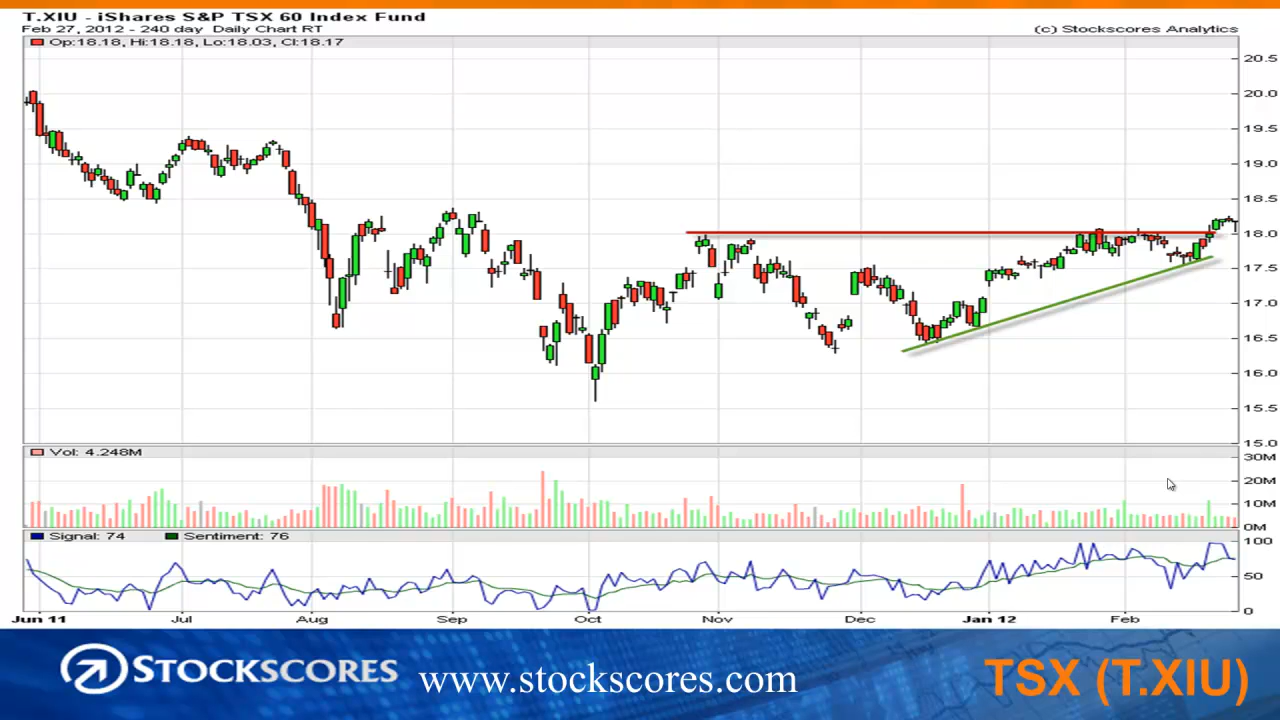 T.XIU - iShares S&P TSX 60 Index Fund
Feb 27, 2012 - 240 day Daily Chart RT
(c) Stockscores Analytics
Op:18.18, Hi:18.18, Lo:18.03, Cl:18.17
20.5
20.0
19.5
19.0
18.5
18.0
17.5
17.0
16.5
16.0
15.5
15.0
Vol: 4.248M
30M
20M
10M
0M
Signal: 74 Sentiment: 76
100
50
0
Jun 11 Jul Aug Sep Oct Nov Dec Jan 12 Feb
STOCKSCORES www.stockscores.com TSX (T.XIU)